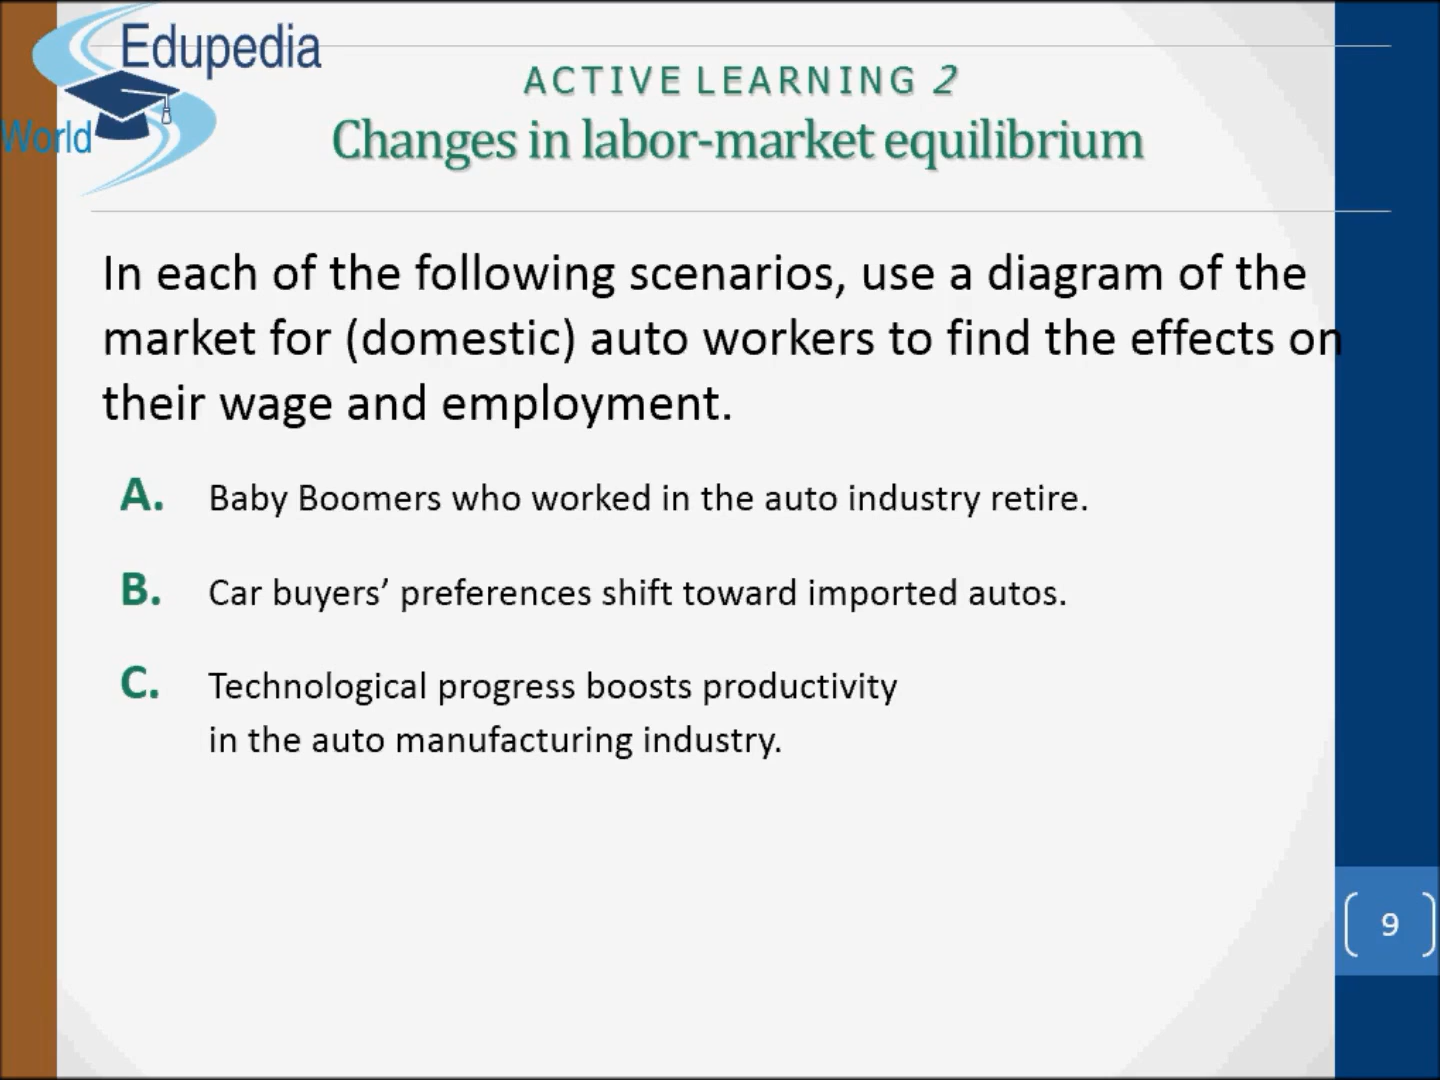 Edupedia
World
ACTIVE LEARNING 2
Changes in labor-market equilibrium
In each of the following scenarios, use a diagram of the
market for (domestic) auto workers to find the effects on
their wage and employment.
A. Baby Boomers who worked in the auto industry retire.
B. Car buyers’ preferences shift toward imported autos.
C. Technological progress boosts productivity
in the auto manufacturing industry.
9